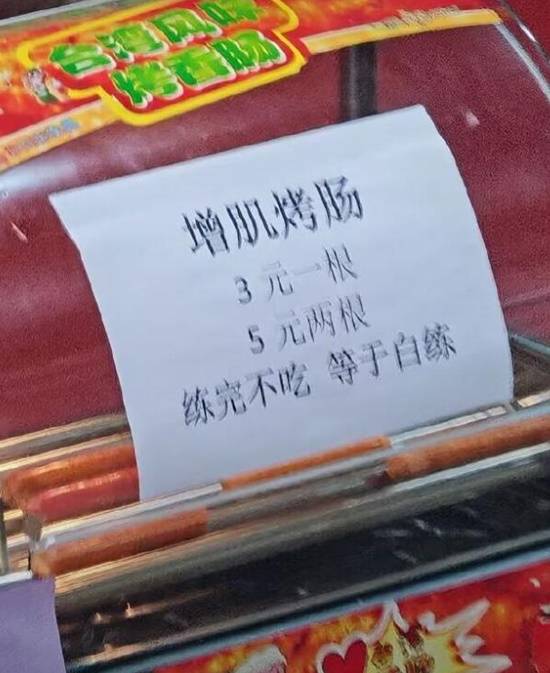 台湾风味
烤香肠
增肌烤肠
3 元一根
5 元两根
练完不吃 等于白练